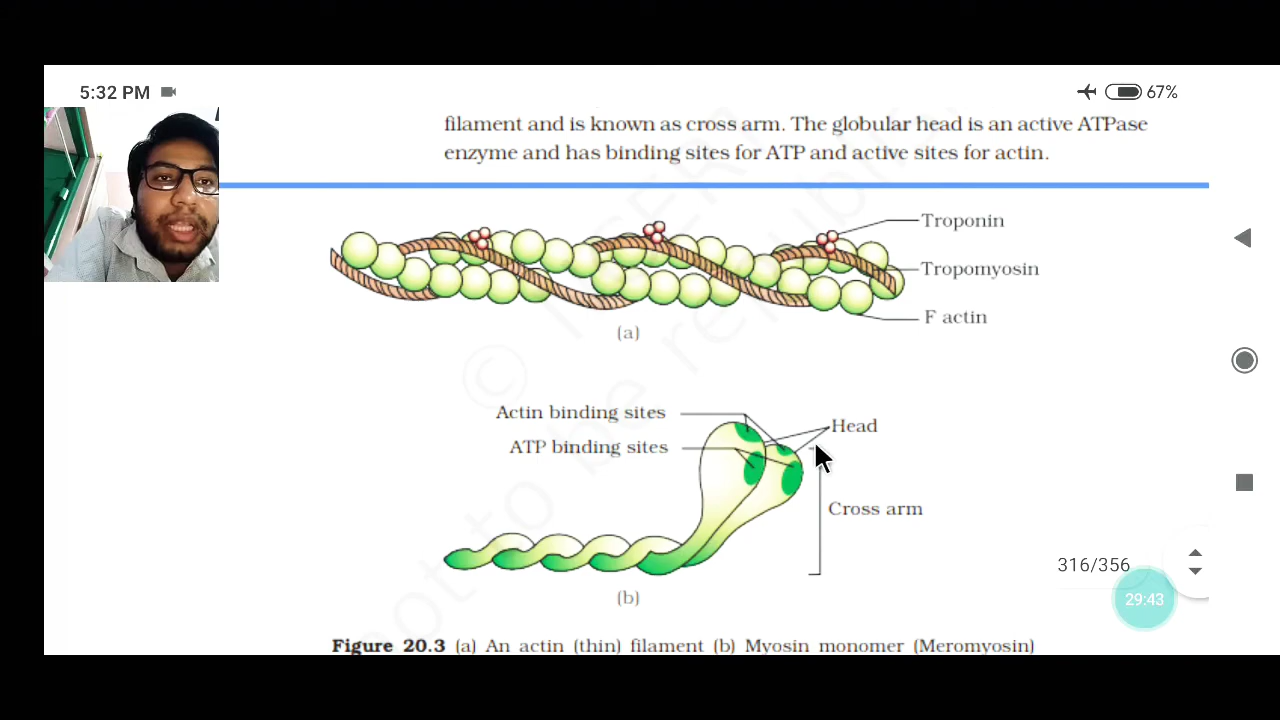 5:32 PM
67%
filament and is known as cross arm. The globular head is an active ATPase
enzyme and has binding sites for ATP and active sites for actin.
Troponin
Tropomyosin
F actin
(a)
Actin binding sites
Head
ATP binding sites
Cross arm
316/356
29:43
(b)
Figure 20.3 (a) An actin (thin) filament (b) Myosin monomer (Meromyosin)